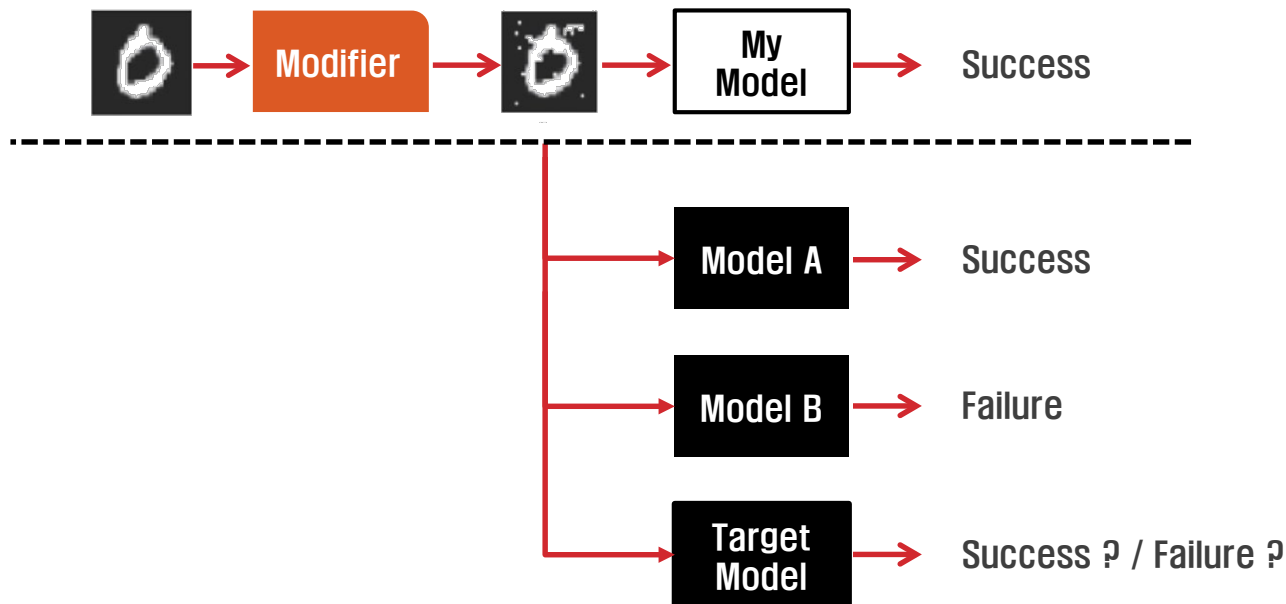 Modifier
My
Model
Success
Model A
Success
Model B
Failure
Target
Model
Success ? / Failure ?